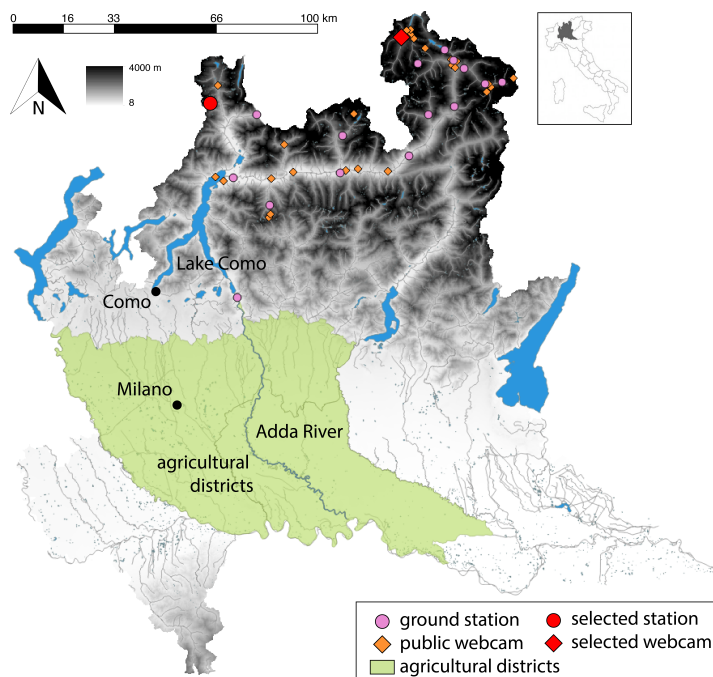 0 16 33 66 100 km
4000 m
8
N
Lake Como
Como
Milano
Adda River
agricultural
districts
ground station
selected station
public webcam
selected webcam
agricultural districts